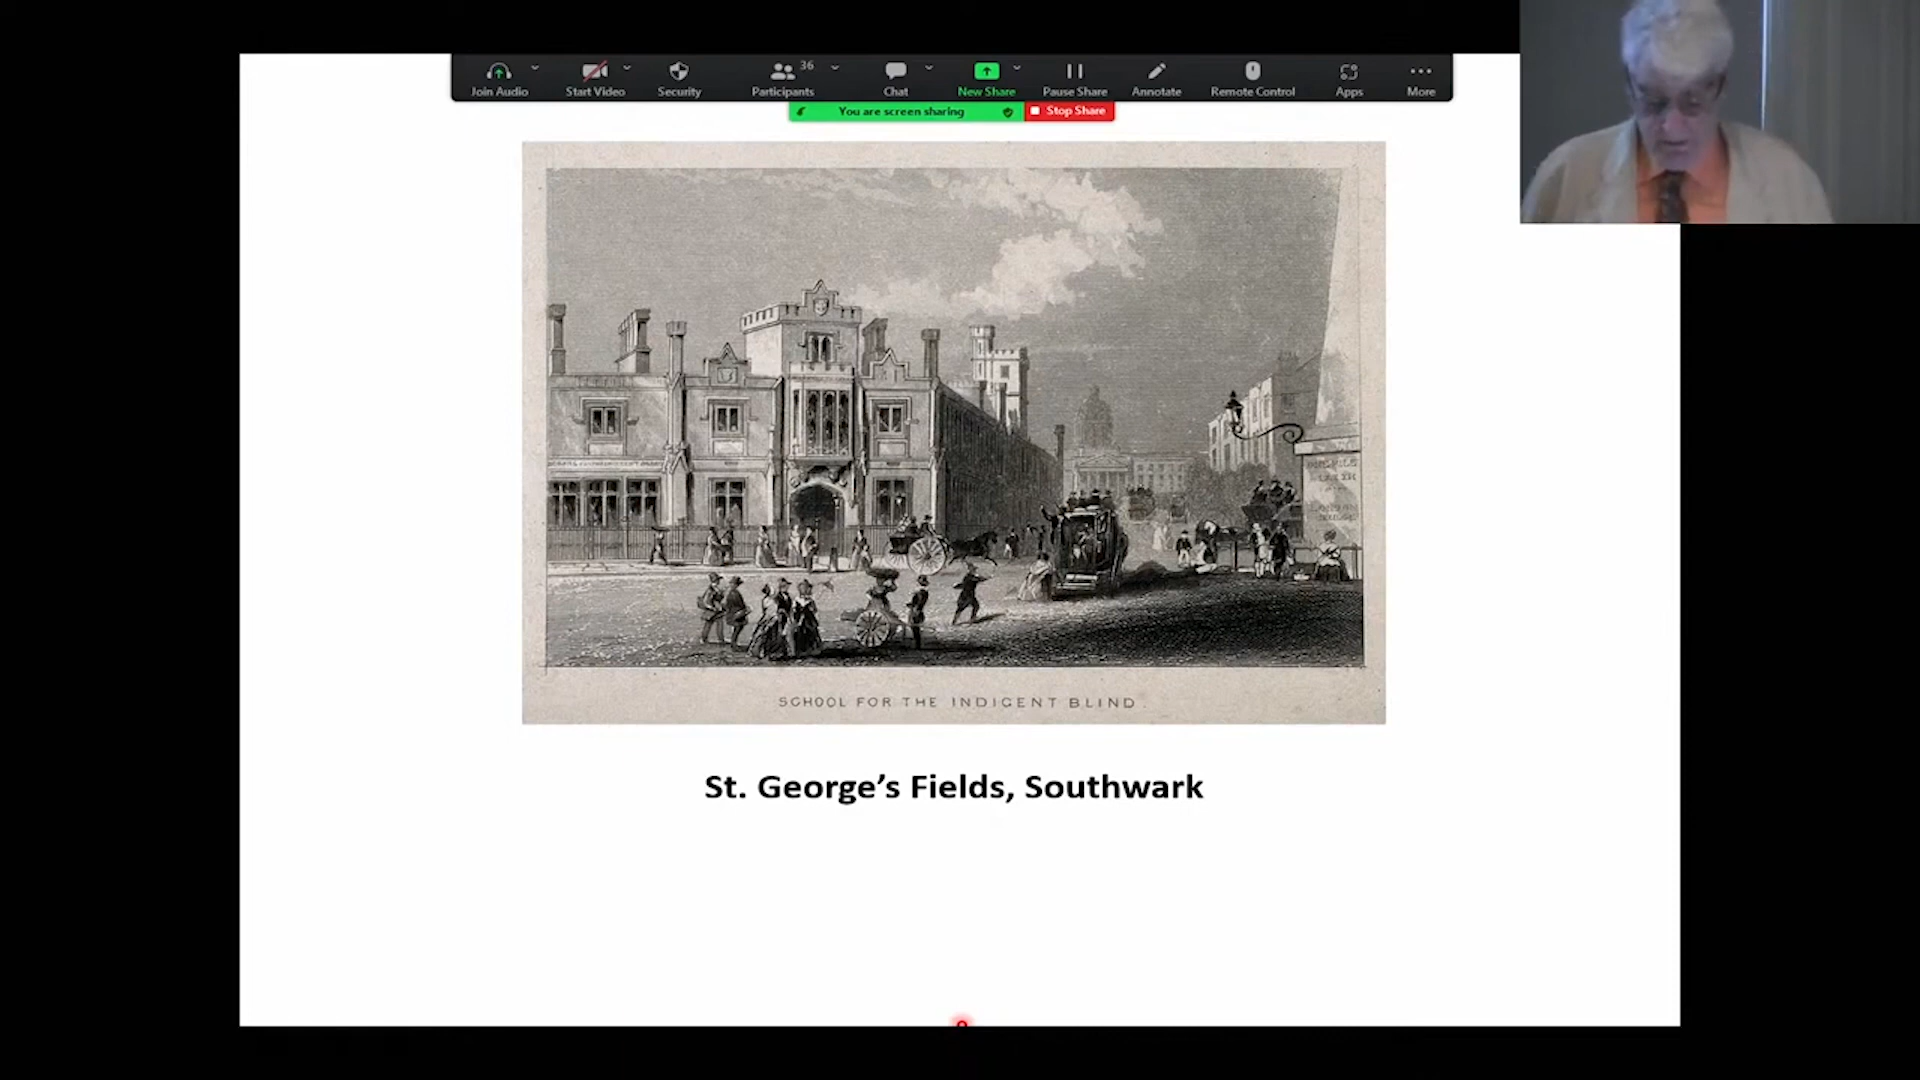 36
Join Audio
Start Video
Security
Participants
Chat
New Share
Pause Share
Annotate
Remote Control
Apps
More
You are screen sharing
Stop Share
SCHOOL FOR THE INDIGENT BLIND.
St. George’s Fields, Southwark